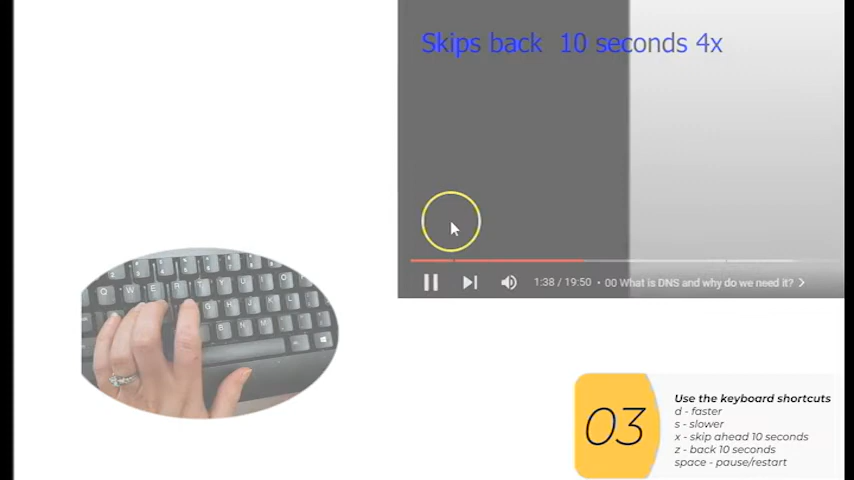 Skips back 10 seconds 4x
1:38 / 19:50 • 00 What is DNS and why do we need it?
03
Use the keyboard shortcuts
d - faster
s - slower
x - skip ahead 10 seconds
z - back 10 seconds
space - pause/restart